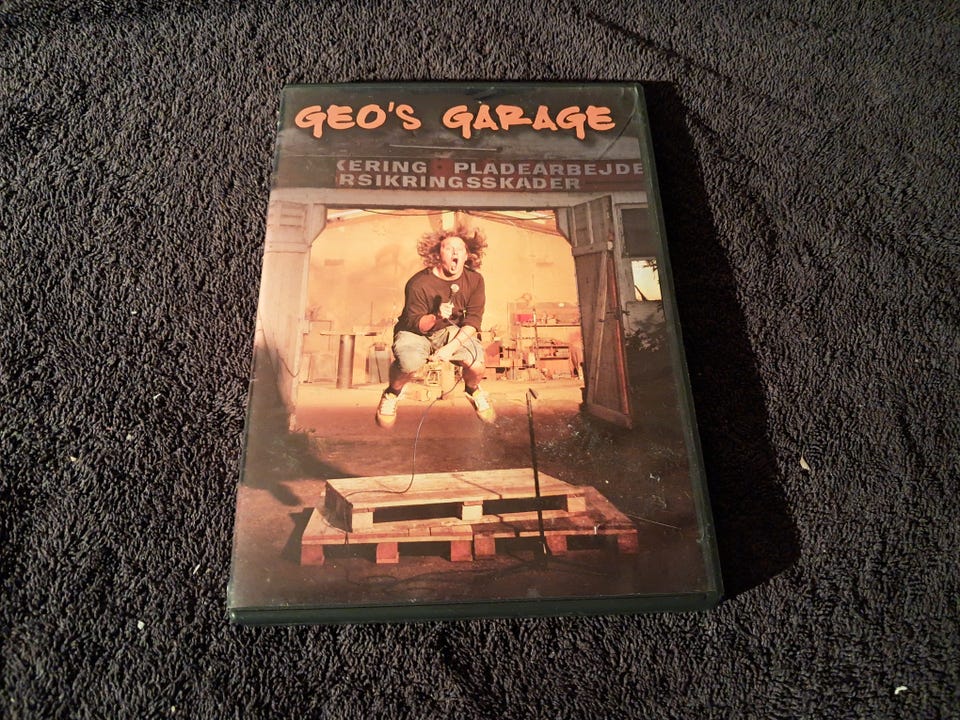 GEO'S GARAGE
KERING PLADEARBEJDE
RSIKRINGSSKADER